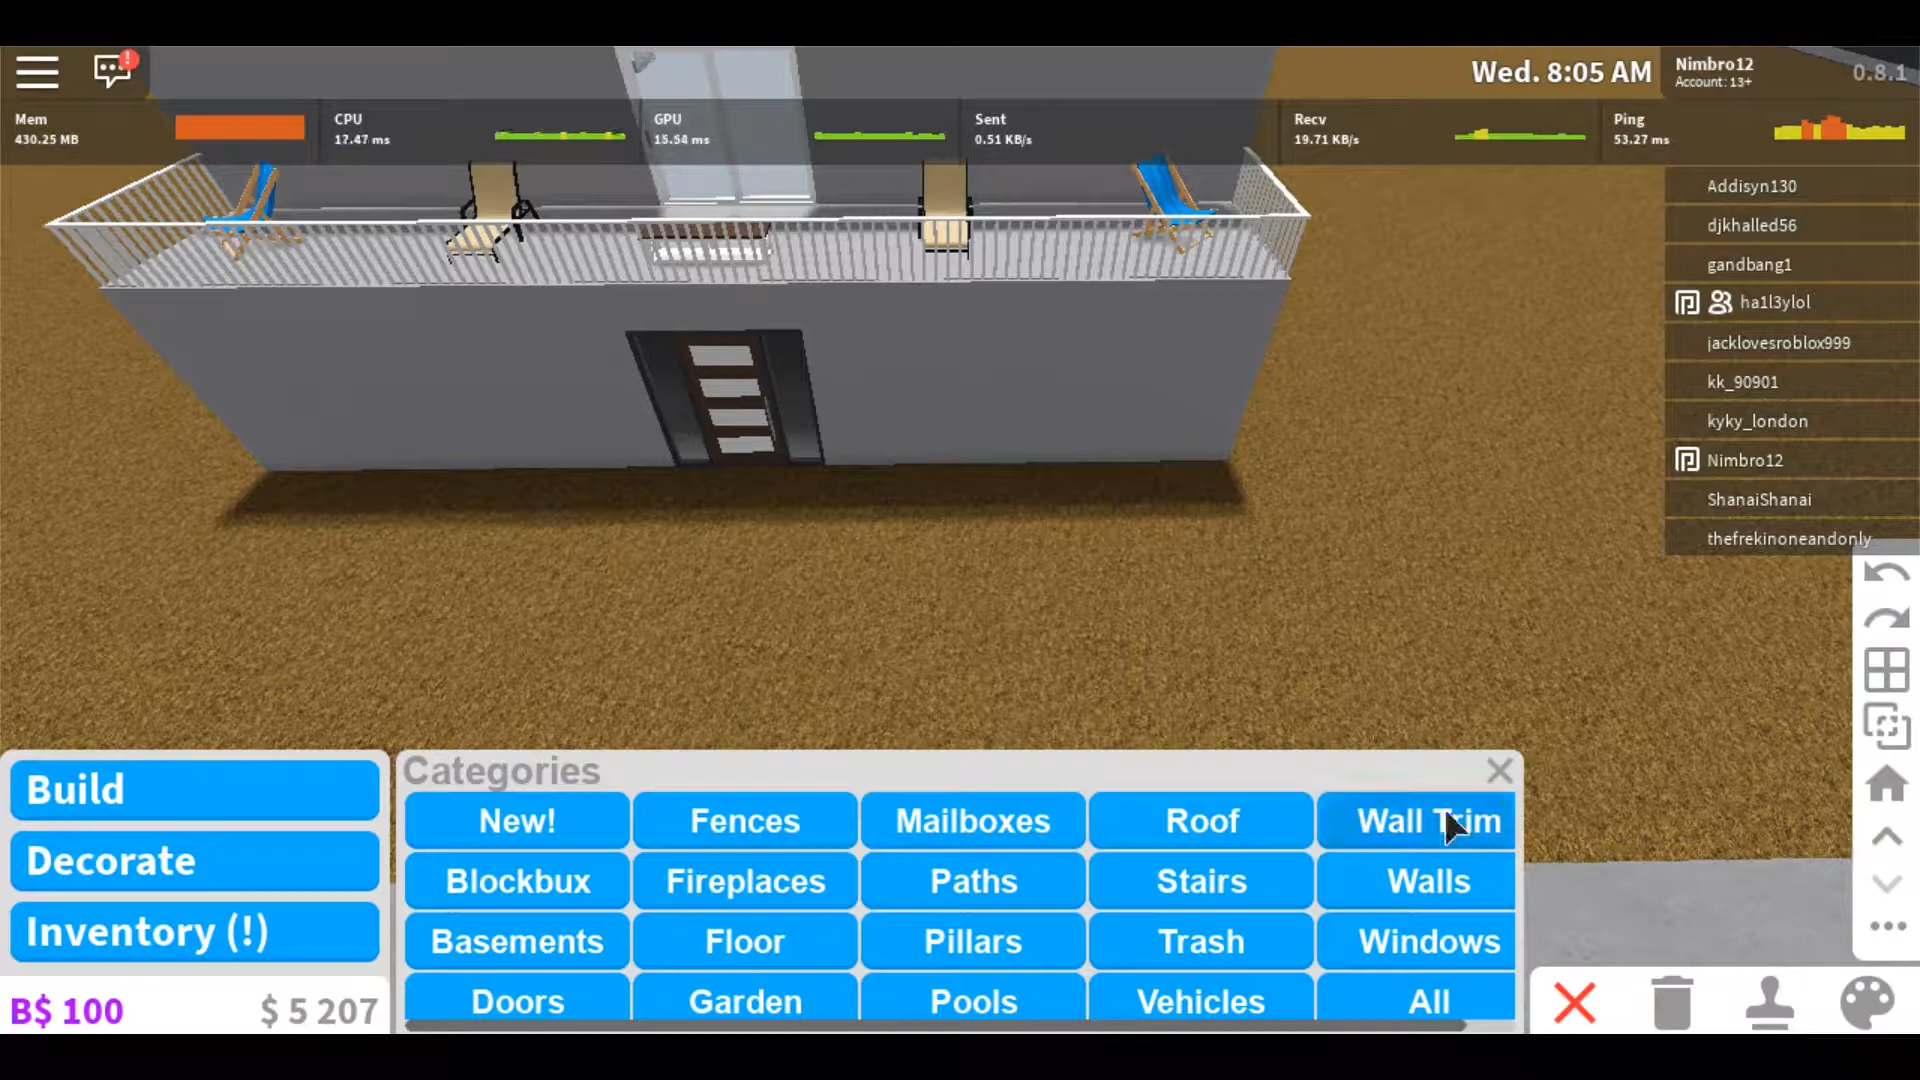 Wed. 8:05 AM
Nimbro12
Account: 13+
0.8.1
Mem
430.25 MB
CPU
12.47 ms
GPU
15.54 ms
Sent
0.51 KB/s
Recv
19.71 KB/s
Ping
53.27 ms
Addisyn130
djkhalled56
gandbang1
ha1l3ylol
jacklovesroblox999
kk_90901
kyky_london
Nimbro12
ShanaiShanai
thefrekinoneandonly
Build
Decorate
Inventory (!)
B$ 100
$ 5 207
Categories
New!
Fences
Mailboxes
Roof
Wall Trim
Blockbux
Fireplaces
Paths
Stairs
Walls
Basements
Floor
Pillars
Trash
Windows
Doors
Garden
Pools
Vehicles
All